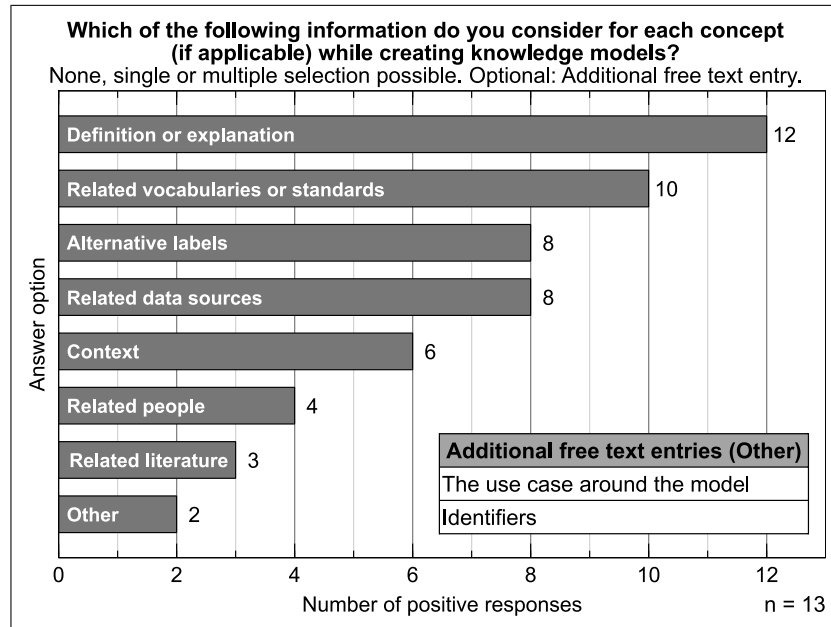 Which of the following information do you consider for each concept
(if applicable) while creating knowledge models?
None, single or multiple selection possible. Optional: Additional free text entry.
Answer option
Definition or explanation 12
Related vocabularies or standards 10
Alternative labels 8
Related data sources 8
Context 6
Related people 4
Related literature 3
Other 2
Additional free text entries (Other)
The use case around the model
Identifiers
0 2 4 6 8 10 12
Number of positive responses
n = 13